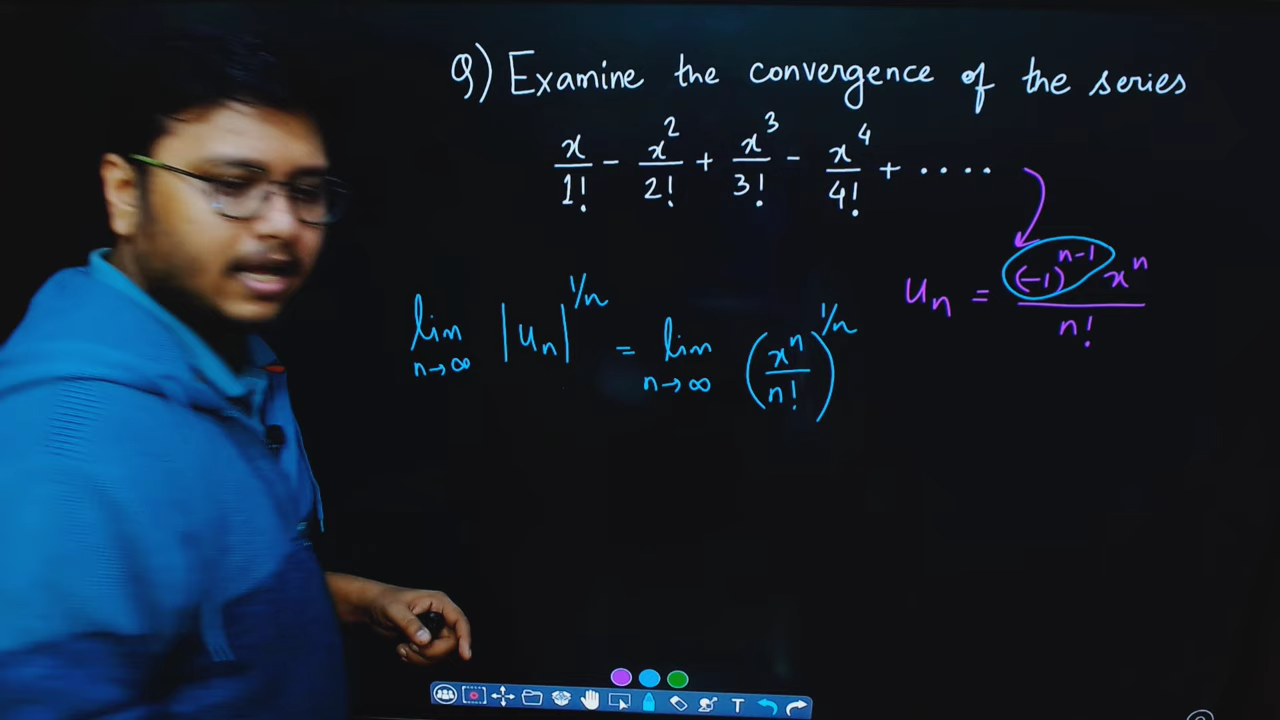 Q) Examine the convergence of the series
x/1! - x^2/2! + x^3/3! - x^4/4! + ....
u_n = (-1)^{n-1} x^n / n!
lim_{n→∞} |u_n|^{1/n} = lim_{n→∞} (x^n/n!)^{1/n}
T